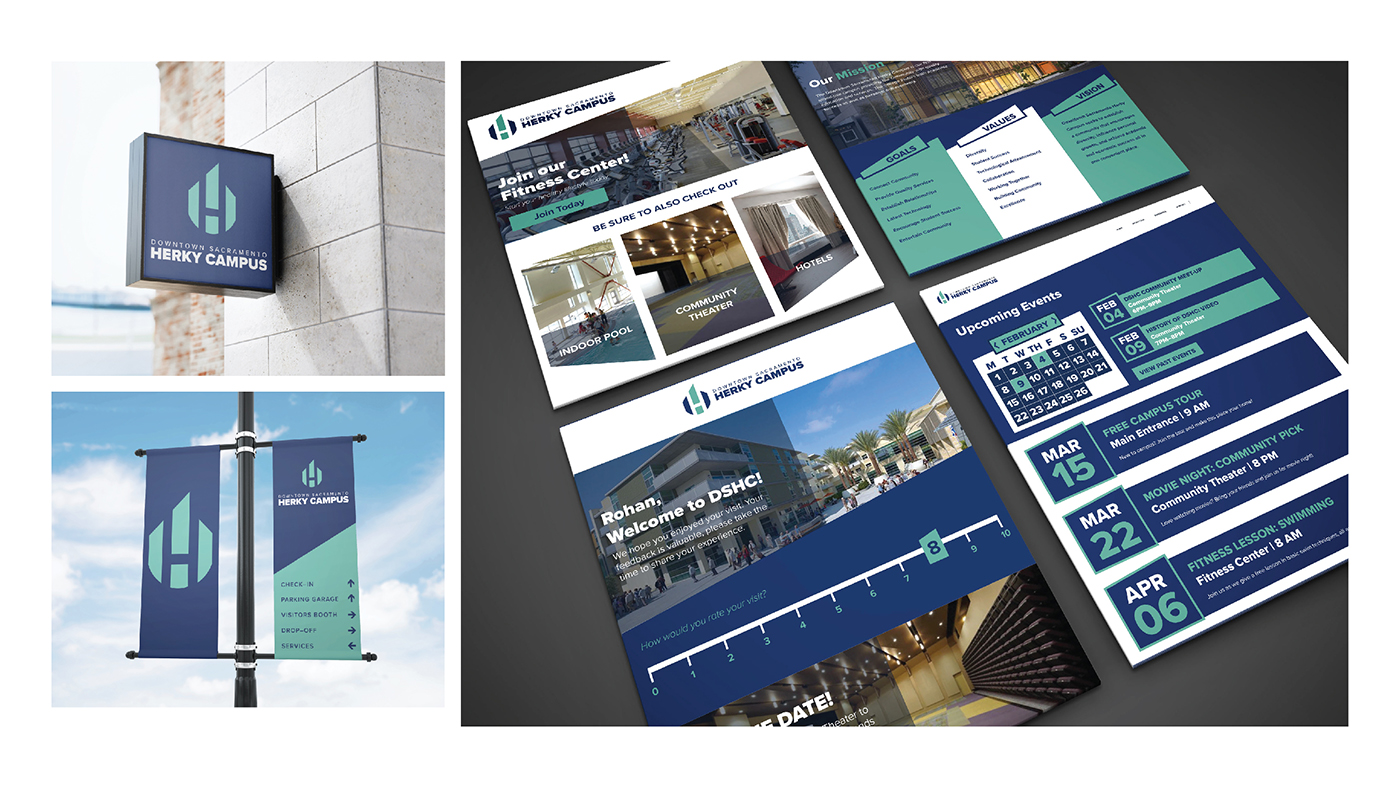 DOWNTOWN SACRAMENTO
HERKY CAMPUS
DOWNTOWN SACRAMENTO
HERKY CAMPUS
CHECK-IN
PARKING GARAGE
VISITORS BOOTH
DROP-OFF
SERVICES
DOWNTOWN SACRAMENTO
HERKY CAMPUS
Join our
Fitness Center!
Start your healthy lifestyle today
Join Today
BE SURE TO ALSO CHECK OUT
INDOOR POOL
COMMUNITY
THEATER
HOTELS
Our Mission
GOALS
Connect Community
Provide Quality Services
Establish Relationships
Latest Technology
Encourage Student Success
Entertain Community
VALUES
Diversity
Student Success
Technological Advancement
Collaboration
Working Together
Building Community
Excellence
VISION
DOWNTOWN SACRAMENTO
HERKY CAMPUS
Rohan,
Welcome to DSHC!
We hope you enjoyed your visit. Your
feedback is valuable, please take the
time to share your experience.
How would you rate your visit?
0 1 2 3 4 5 6 7 8 9 10
DATE!
Theater to
HERKY CAMPUS
Upcoming Events
FEBRUARY
M T W TH F S SU
1 2 3 4 5 6 7
8 9 10 11 12 13 14
15 16 17 18 19 20 21
22 23 24 25 26
FEB
04
DSHC COMMUNITY MEET-UP
Community Theater
6PM-9PM
FEB
09
HISTORY OF DSHC: VIDEO
Community Theater
7PM-8PM
VIEW PAST EVENTS
MAR
15
FREE CAMPUS TOUR
Main Entrance | 9 AM
New to campus? Join the tour and make this place your home!
MAR
22
MOVIE NIGHT: COMMUNITY PICK
Community Theater | 8 PM
Love watching movies? Bring your friends and join us for movie night.
APR
06
FITNESS LESSON: SWIMMING
Fitness Center | 8 AM
Join us as we give a free lesson in basic swim techniques, all